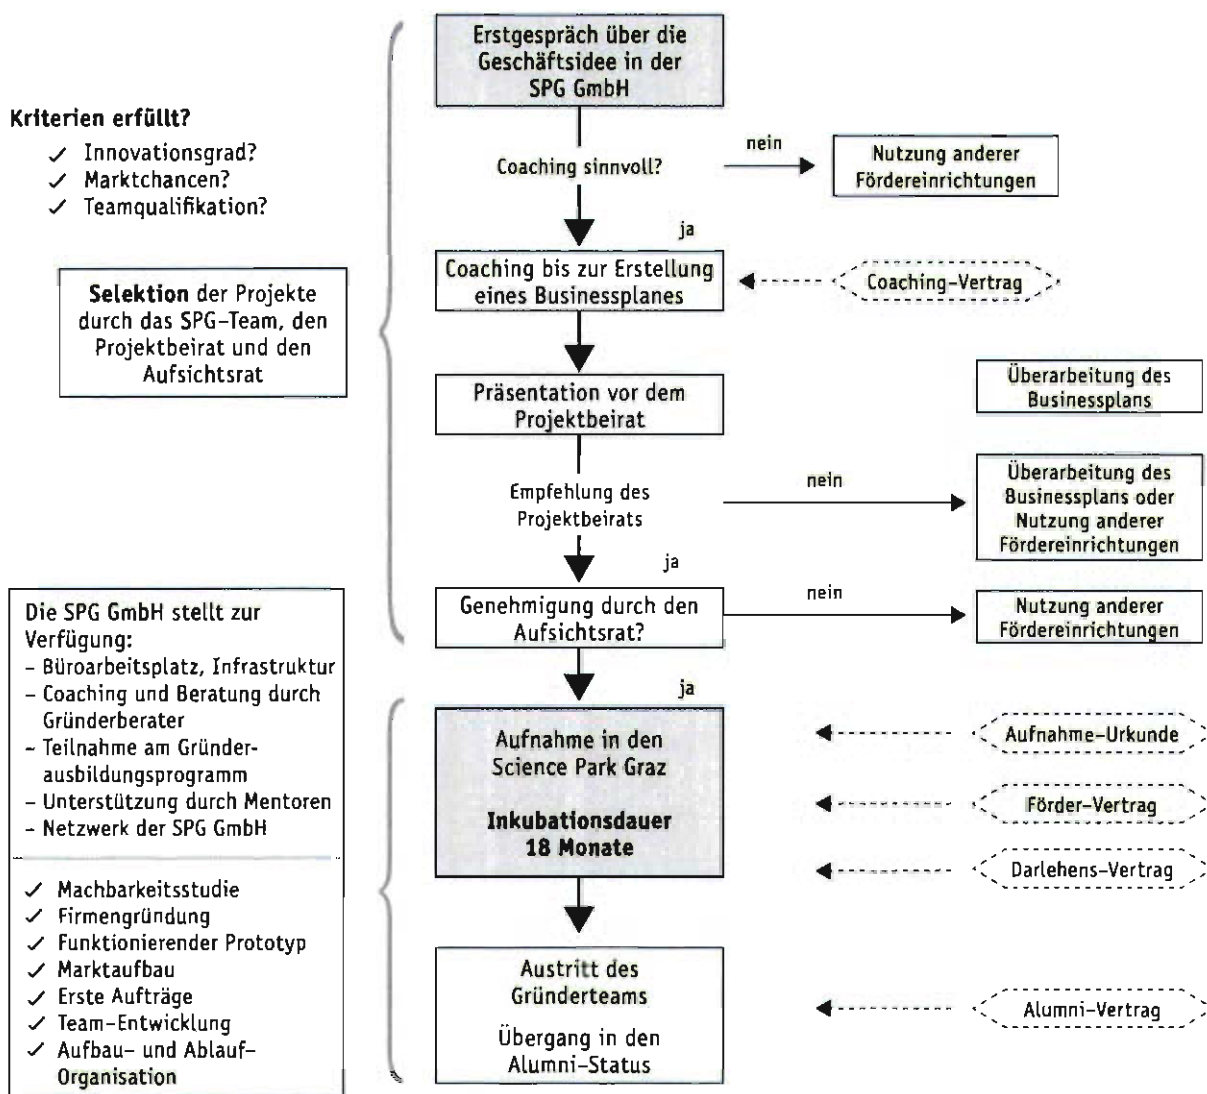 Erstgespräch über die
Geschäftsidee in der
SPG GmbH
Kriterien erfüllt?
✓ Innovationsgrad?
✓ Marktchancen?
✓ Teamqualifikation?
Coaching sinnvoll?
nein
Nutzung anderer
Fördereinrichtungen
ja
Selektion der Projekte
durch das SPG-Team, den
Projektbeirat und den
Aufsichtsrat
Coaching bis zur Erstellung
eines Businessplanes
Coaching-Vertrag
Präsentation vor dem
Projektbeirat
Überarbeitung des
Businessplans
Empfehlung des
Projektbeirats
nein
Überarbeitung des
Businessplans oder
Nutzung anderer
Fördereinrichtungen
ja
Genehmigung durch den
Aufsichtsrat?
nein
Nutzung anderer
Fördereinrichtungen
ja
Die SPG GmbH stellt zur
Verfügung:
– Büroarbeitsplatz, Infrastruktur
– Coaching und Beratung durch
Gründerberater
– Teilnahme am Gründer-
ausbildungsprogramm
– Unterstützung durch Mentoren
– Netzwerk der SPG GmbH
✓ Machbarkeitsstudie
✓ Firmengründung
✓ Funktionierender Prototyp
✓ Marktaufbau
✓ Erste Aufträge
✓ Team-Entwicklung
✓ Aufbau- und Ablauf-
Organisation
Aufnahme in den
Science Park Graz
Inkubationsdauer
18 Monate
Aufnahme-Urkunde
Förder-Vertrag
Darlehens-Vertrag
Austritt des
Gründerteams
Übergang in den
Alumni-Status
Alumni-Vertrag